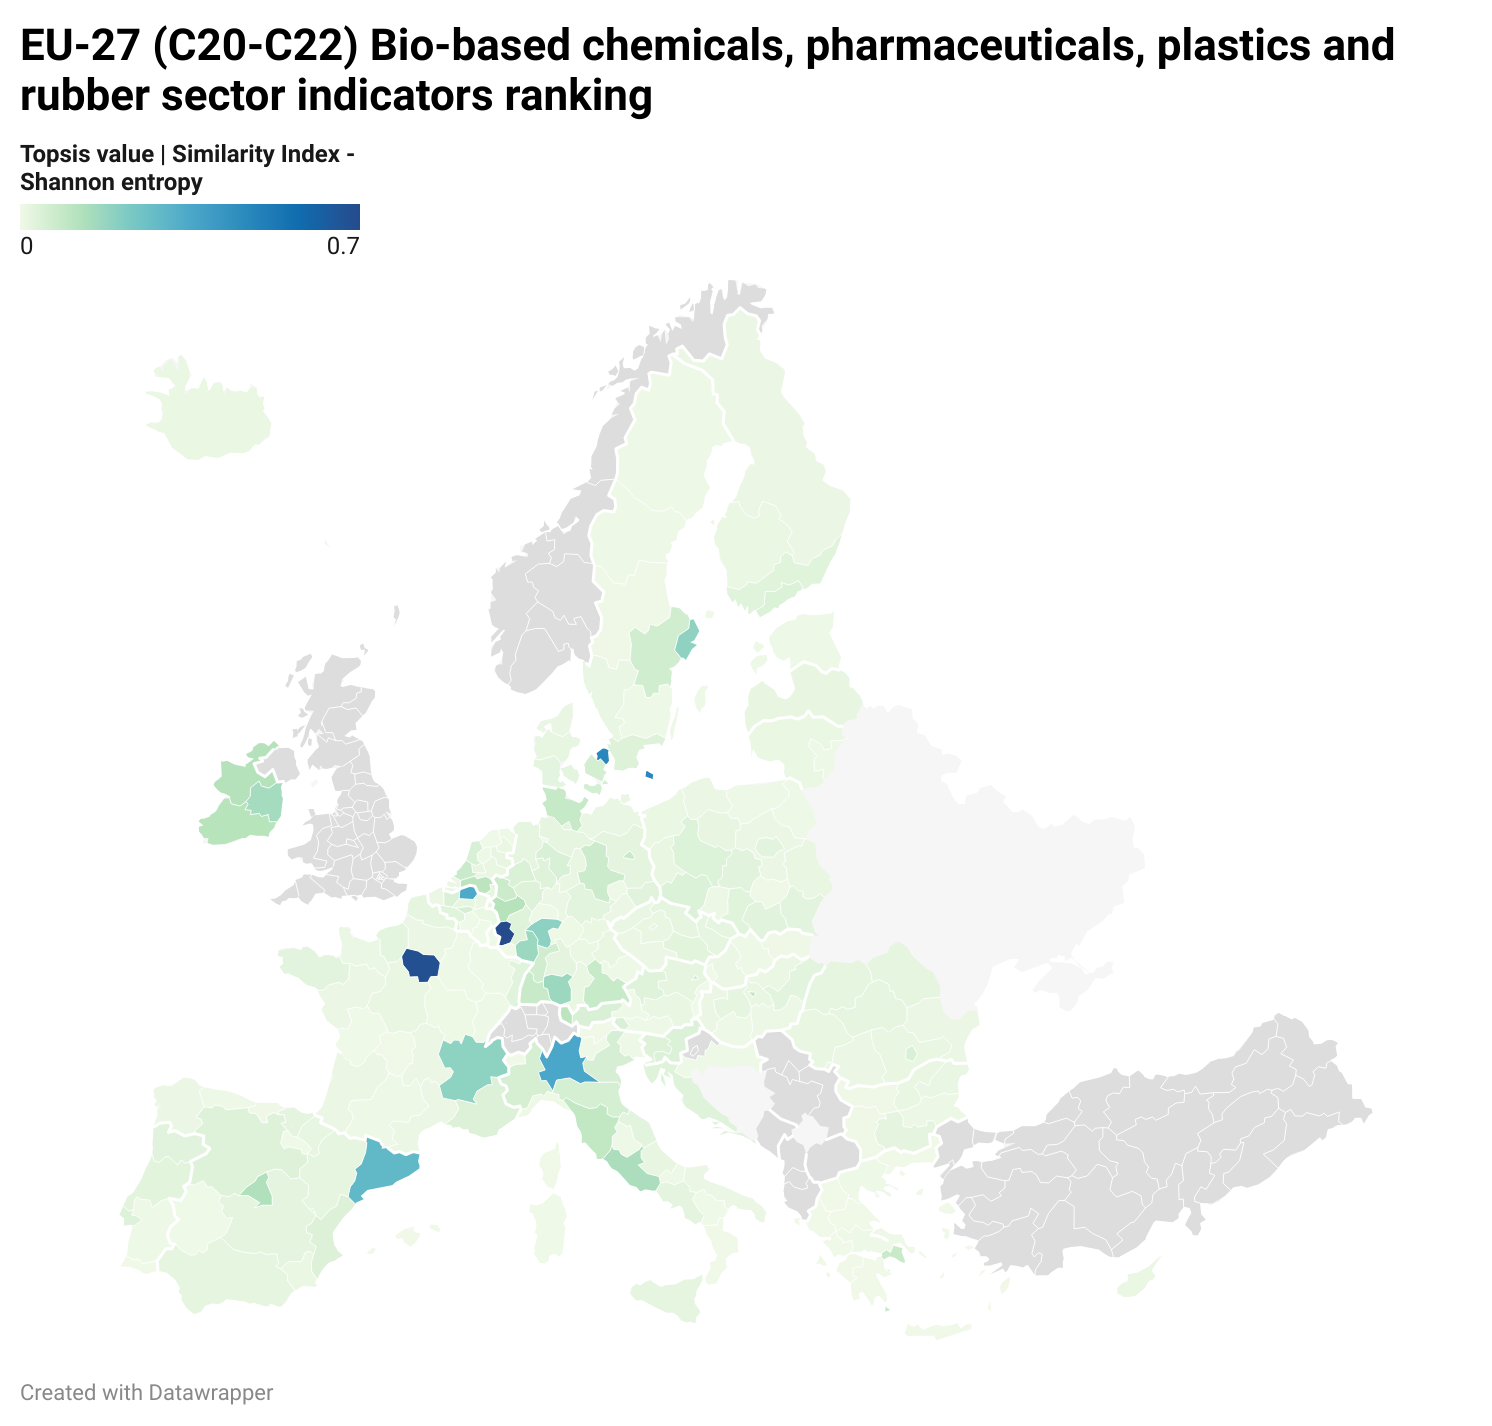 EU-27 (C20-C22) Bio-based chemicals, pharmaceuticals, plastics and
rubber sector indicators ranking
Topsis value | Similarity Index -
Shannon entropy
0 0.7
Created with Datawrapper